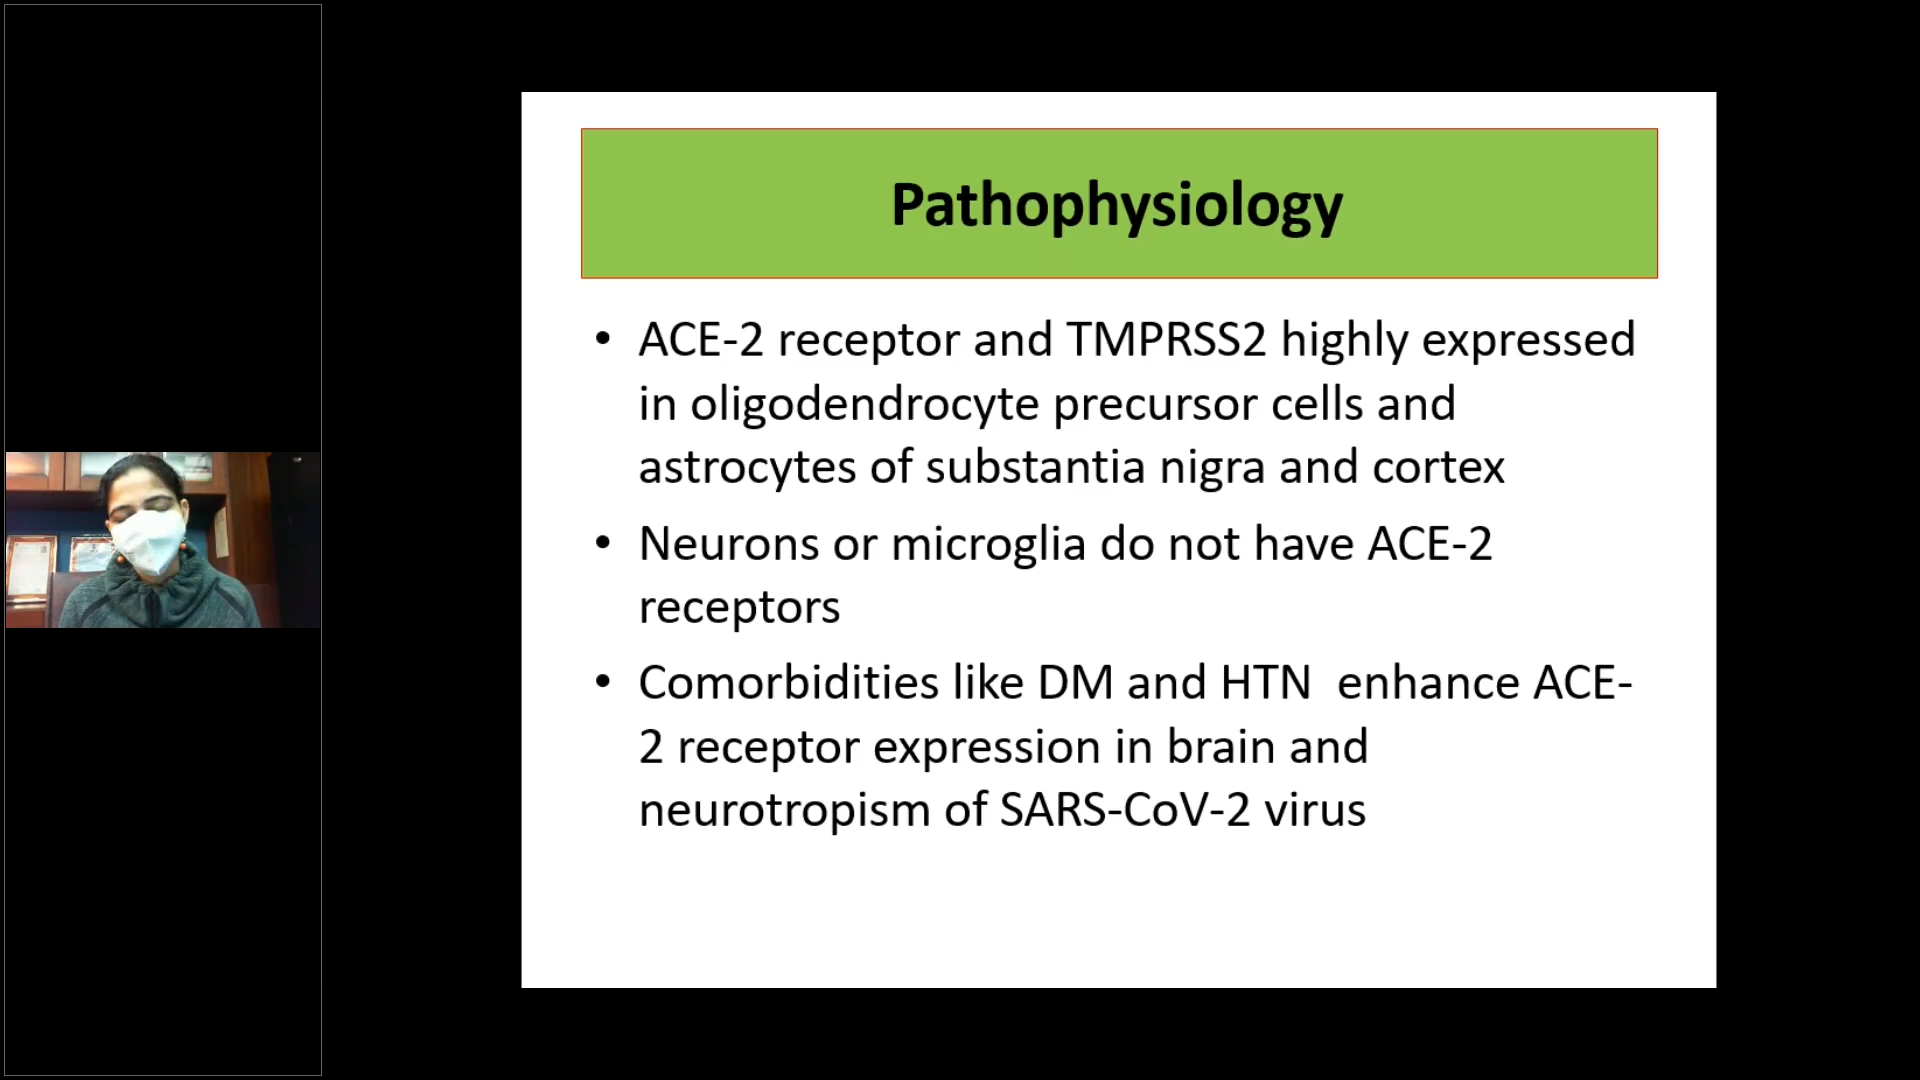 Pathophysiology
• ACE-2 receptor and TMPRSS2 highly expressed
in oligodendrocyte precursor cells and
astrocytes of substantia nigra and cortex
• Neurons or microglia do not have ACE-2
receptors
• Comorbidities like DM and HTN  enhance ACE-
2 receptor expression in brain and
neurotropism of SARS-CoV-2 virus